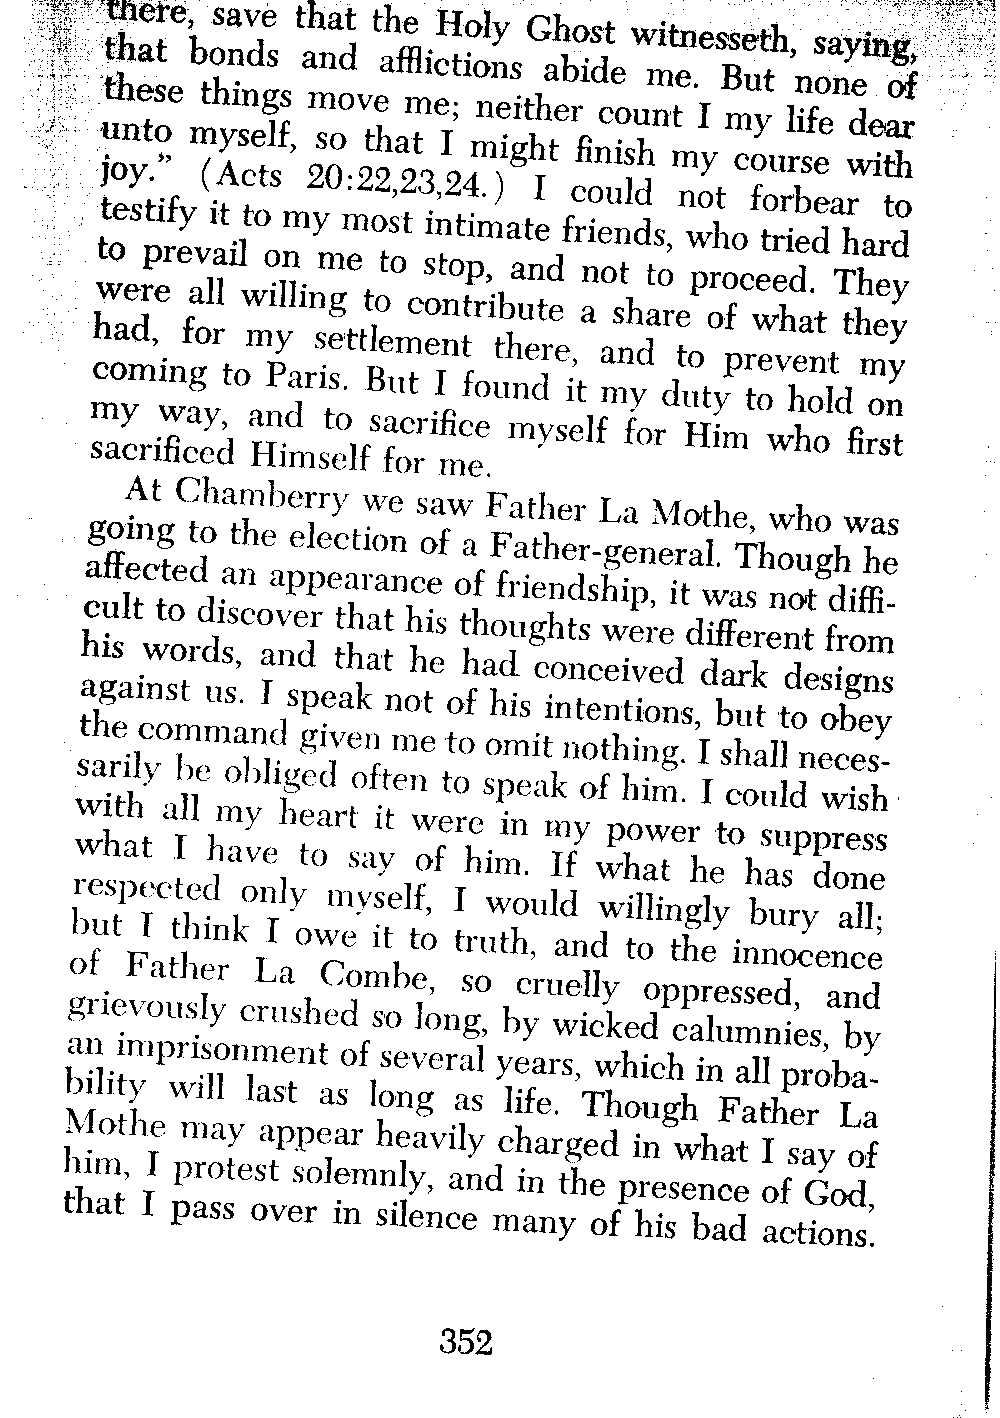 there, save that the Holy Ghost witnesseth, saying,
that bonds and afflictions abide me. But none of
these things move me; neither count I my life dear
unto myself, so that I might finish my course with
joy.” (Acts 20:22,23,24.) I could not forbear to
testify it to my most intimate friends, who tried hard
to prevail on me to stop, and not to proceed. They
were all willing to contribute a share of what they
had, for my settlement there, and to prevent my
coming to Paris. But I found it my duty to hold on
my way, and to sacrifice myself for Him who first
sacrificed Himself for me.
At Chamberry we saw Father La Mothe, who was
going to the election of a Father-general. Though he
affected an appearance of friendship, it was not diffi-
cult to discover that his thoughts were different from
his words, and that he had conceived dark designs
against us. I speak not of his intentions, but to obey
the command given me to omit nothing. I shall neces-
sarily be obliged often to speak of him. I could wish
with all my heart it were in my power to suppress
what I have to say of him. If what he has done
respected only myself, I would willingly bury all;
but I think I owe it to truth, and to the innocence
of Father La Combe, so cruelly oppressed, and
grievously crushed so long, by wicked calumnies, by
an imprisonment of several years, which in all proba-
bility will last as long as life. Though Father La
Mothe may appear heavily charged in what I say of
him, I protest solemnly, and in the presence of God,
that I pass over in silence many of his bad actions.
352